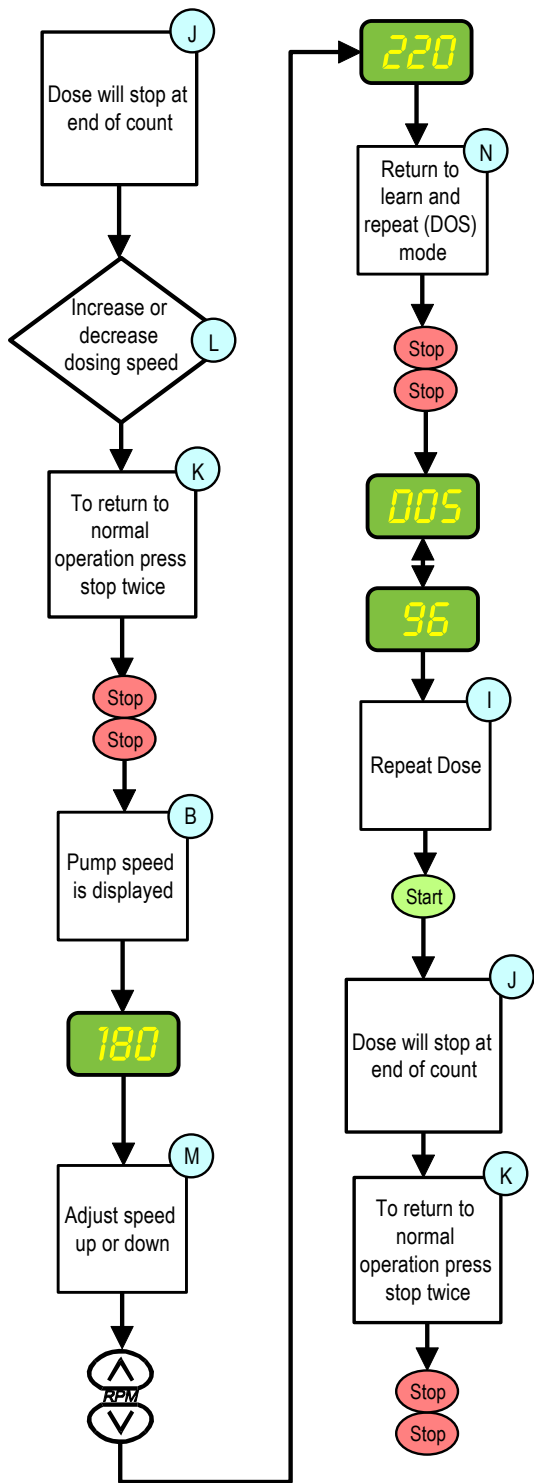 J
Dose will stop at
end of count
Increase or
decrease
dosing speed
L
K
To return to
normal
operation press
stop twice
Stop
Stop
B
Pump speed
is displayed
180
M
Adjust speed
up or down
RPM
220
N
Return to
learn and
repeat (DOS)
mode
Stop
Stop
DOS
96
I
Repeat Dose
Start
J
Dose will stop at
end of count
K
To return to
normal
operation press
stop twice
Stop
Stop